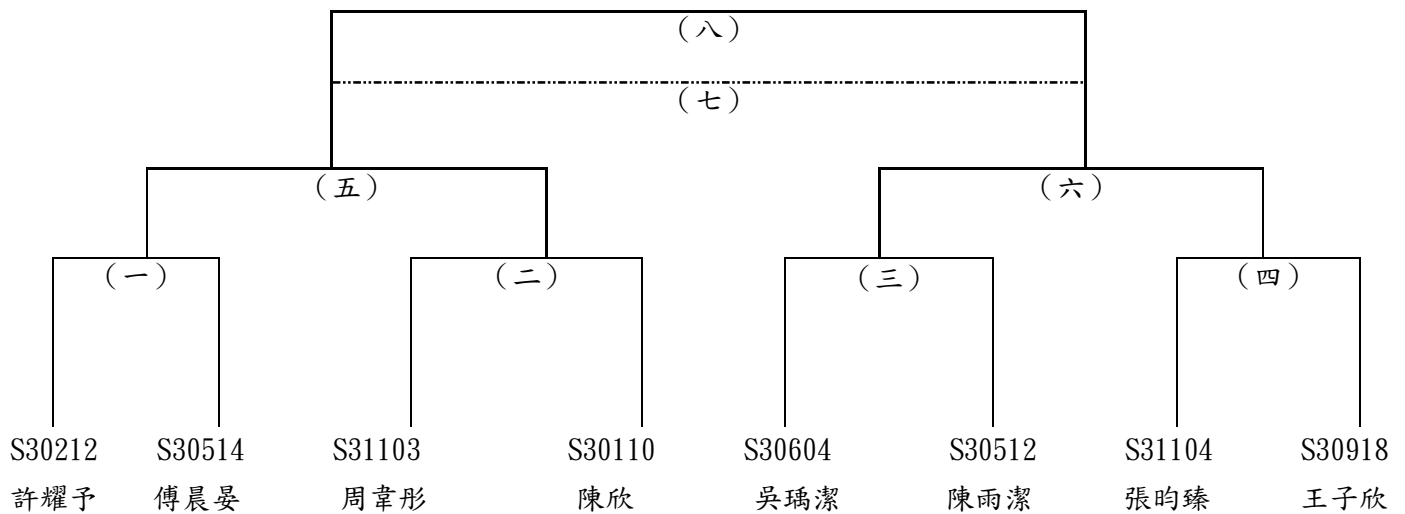 （八）
（七）
（五） （六）
（一） （二） （三） （四）
S30212 S30514 S31103 S30110 S30604 S30512 S31104 S30918
許耀予 傅晨晏 周韋彤 陳欣 吳瑀潔 陳雨潔 張昀臻 王子欣